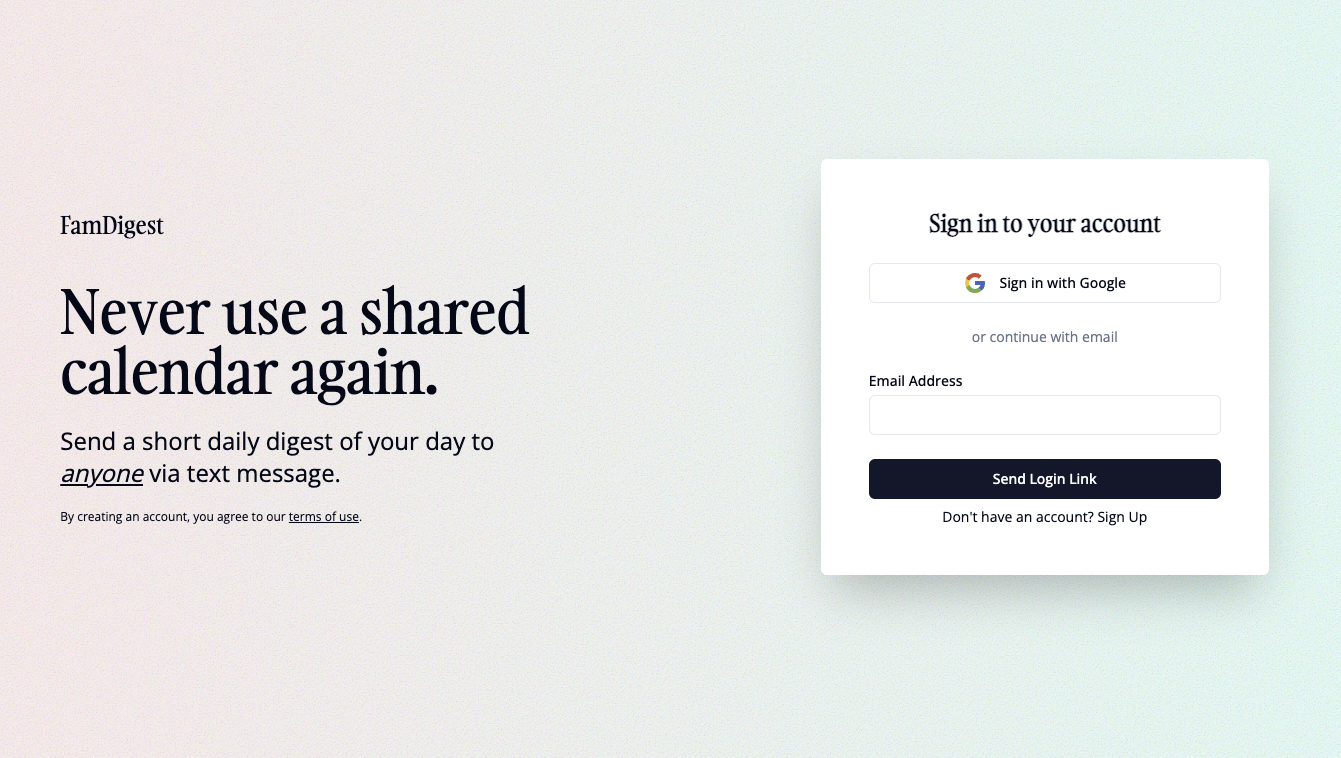 FamDigest
Never use a shared
calendar again.
Send a short daily digest of your day to
anyone via text message.
By creating an account, you agree to our terms of use.
Sign in to your account
Sign in with Google
or continue with email
Email Address
Send Login Link
Don't have an account? Sign Up